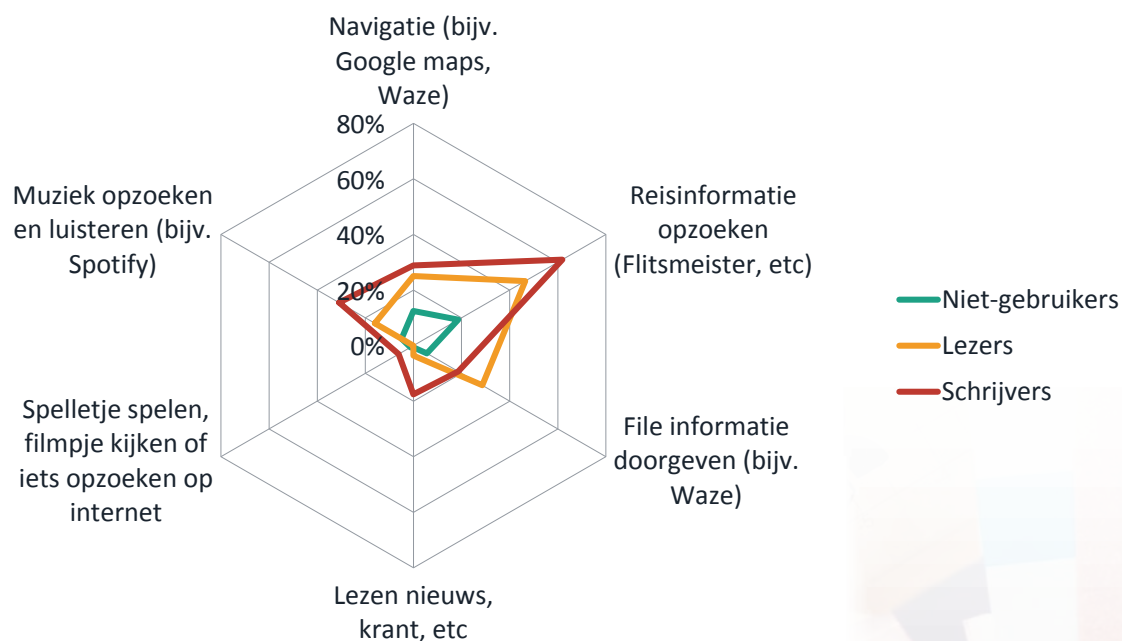 Navigatie (bijv.
Google maps,
Waze)
80%
60%
40%
20%
0%
Muziek opzoeken
en luisteren (bijv.
Spotify)
Reisinformatie
opzoeken
(Flitsmeister, etc)
Niet-gebruikers
Lezers
Schrijvers
Spelletje spelen,
filmpje kijken of
iets opzoeken op
internet
File informatie
doorgeven (bijv.
Waze)
Lezen nieuws,
krant, etc